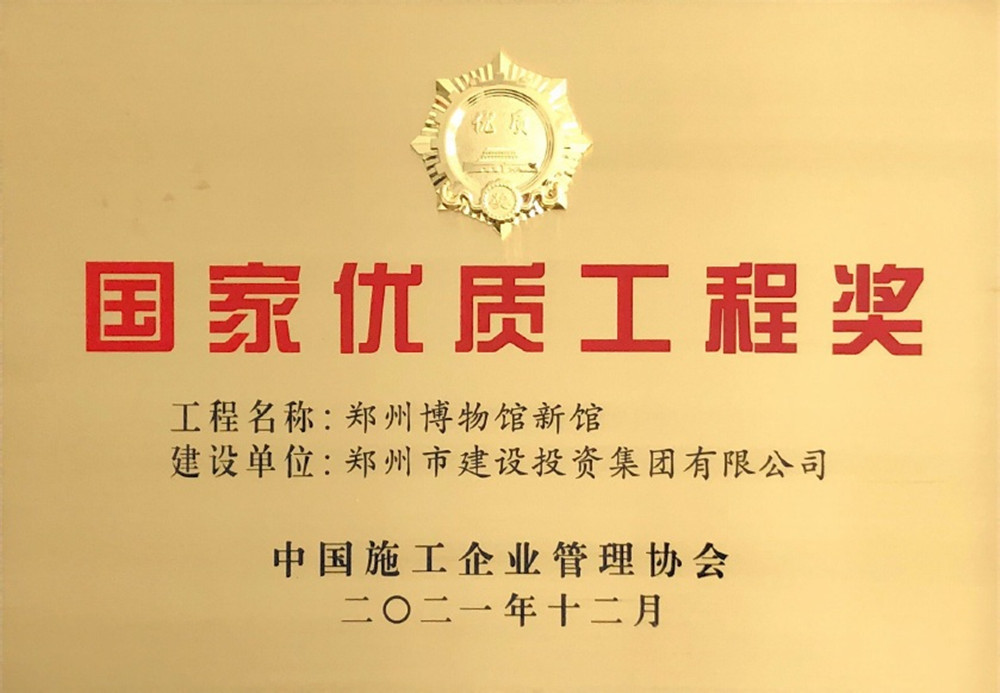 优质
奖
国家优质工程奖
工程名称：郑州博物馆新馆
建设单位：郑州市建设投资集团有限公司
中国施工企业管理协会
二〇二一年十二月